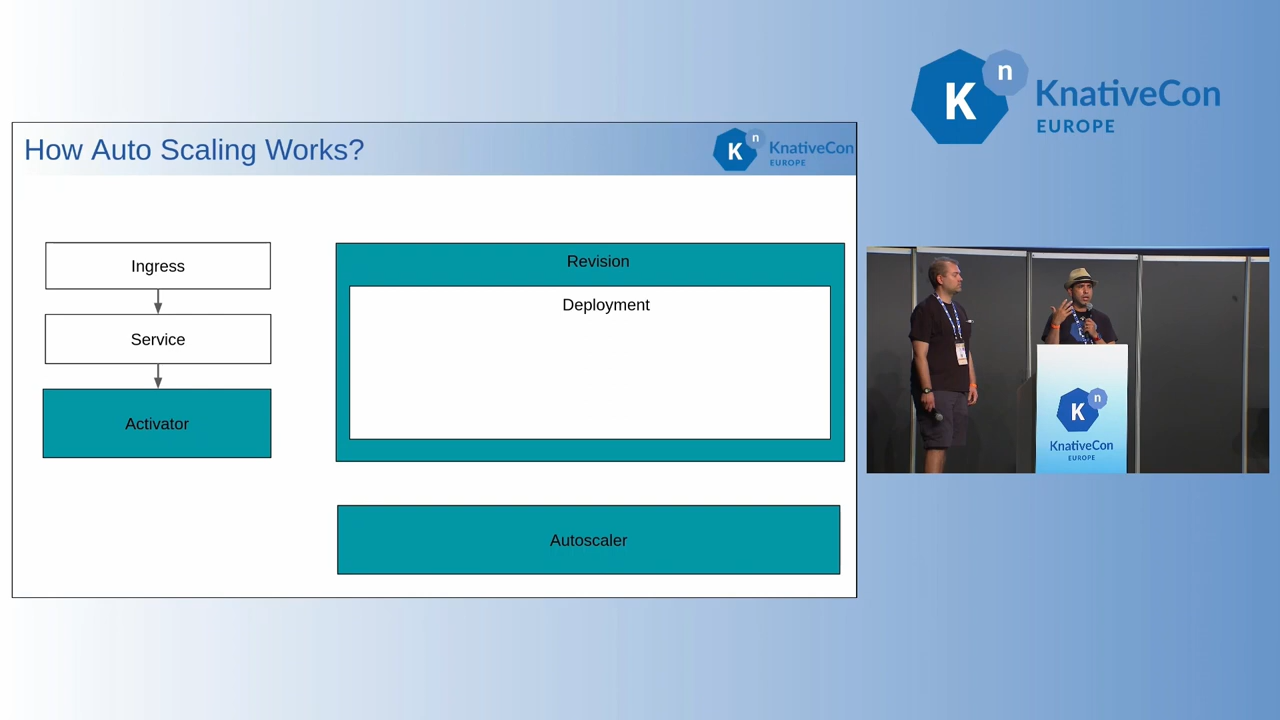 How Auto Scaling Works?
K n KnativeCon
EUROPE
Ingress
Service
Activator
Revision
Deployment
Autoscaler
K n KnativeCon
EUROPE
K n
KnativeCon
EUROPE